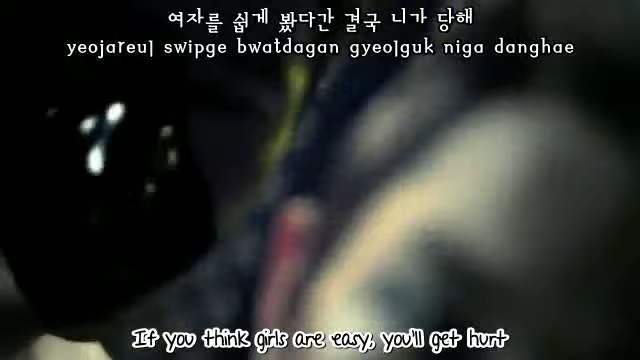 여자를 쉽게 봤다간 결국 니가 당해
yeojareul swipge bwatdagan gyeolguk niga danghae
If you think girls are easy, you'll get hurt